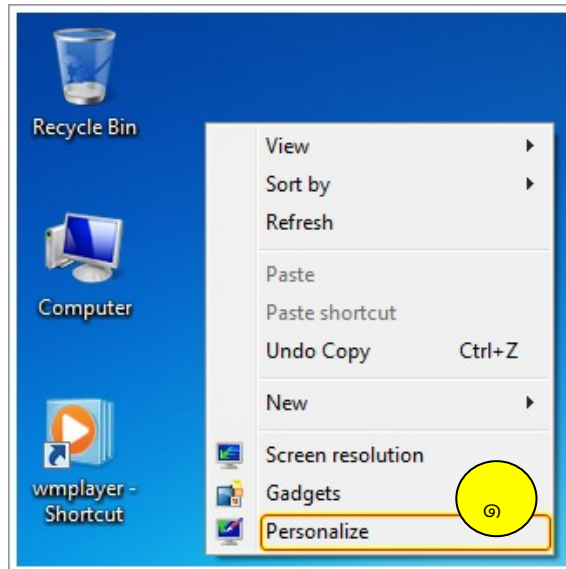 Recycle Bin
Computer
wmplayer -
Shortcut
View
Sort by
Refresh
Paste
Paste shortcut
Undo Copy Ctrl+Z
New
Screen resolution
Gadgets
Personalize
๑